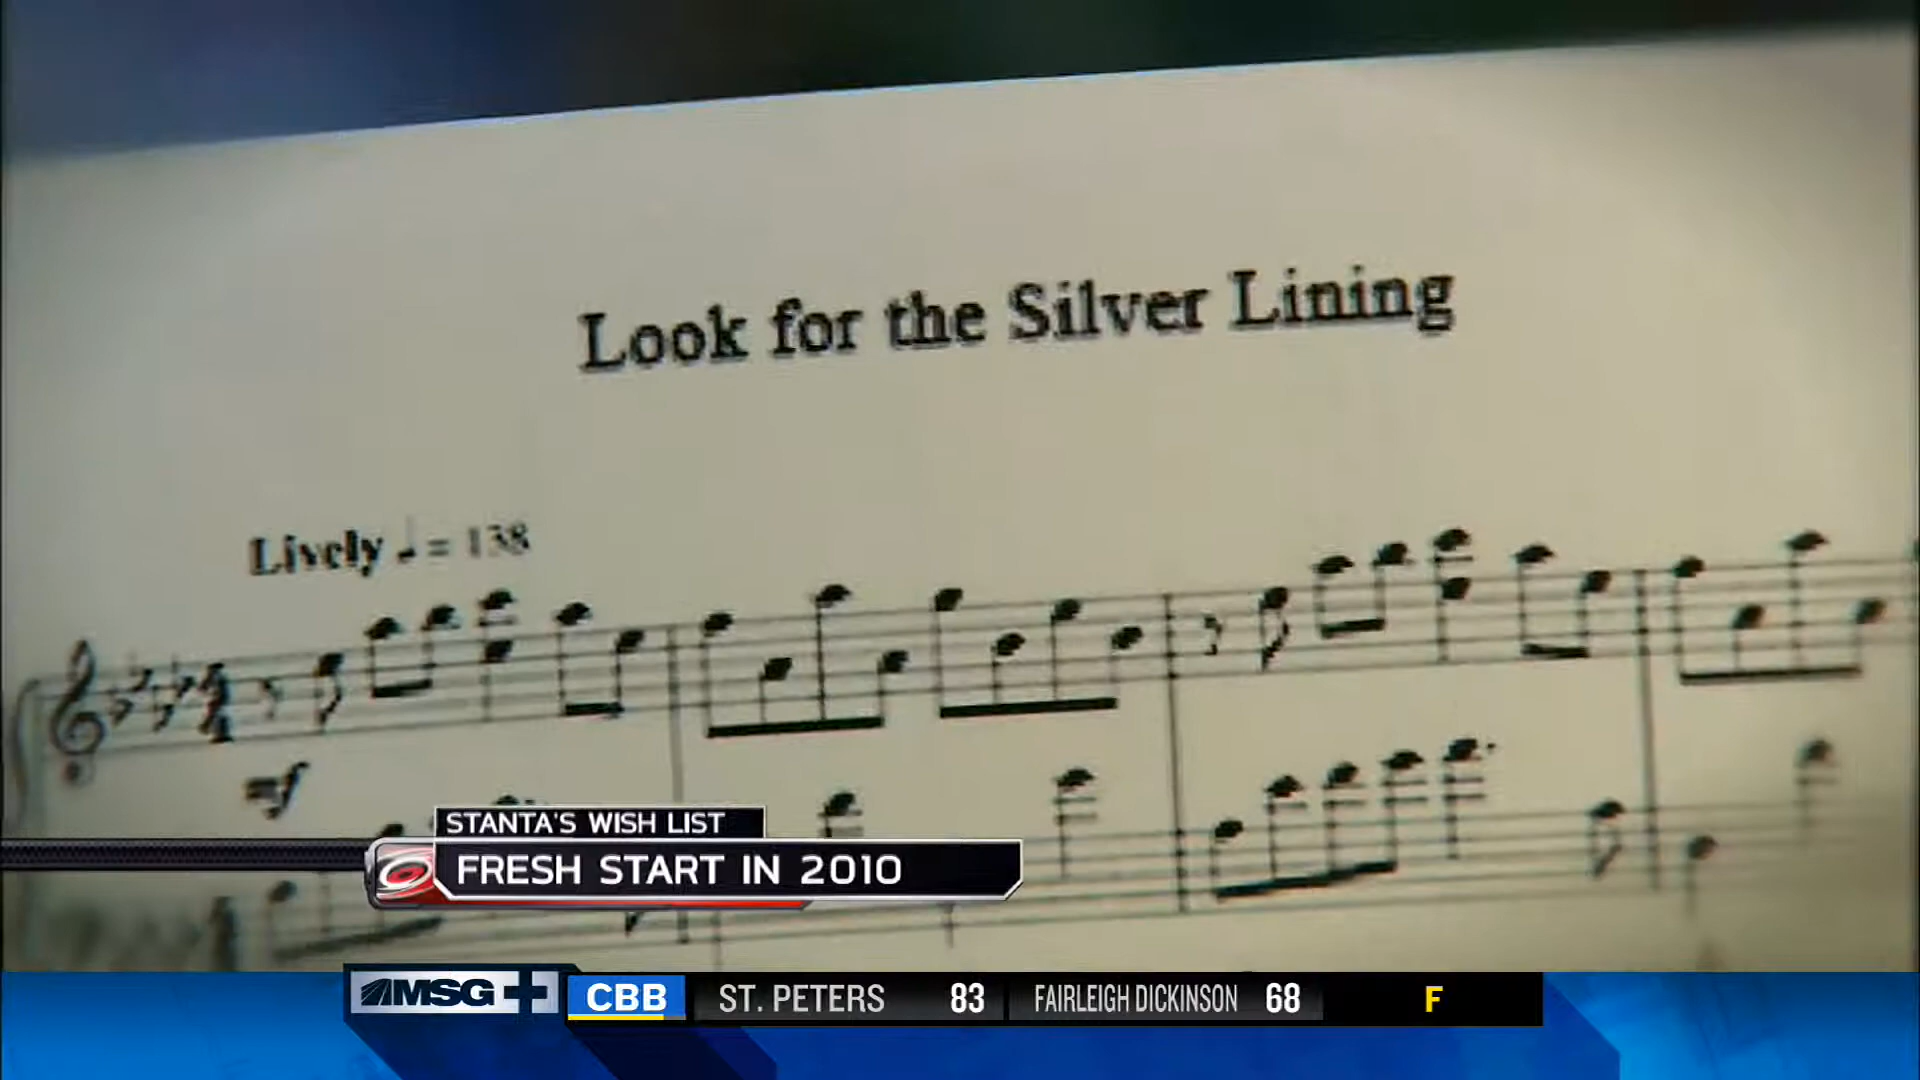 Look for the Silver Lining
Lively ♩ = 138
mf
STANTA'S WISH LIST
FRESH START IN 2010
MSG+ CBB ST. PETERS 83 FAIRLEIGH DICKINSON 68 F